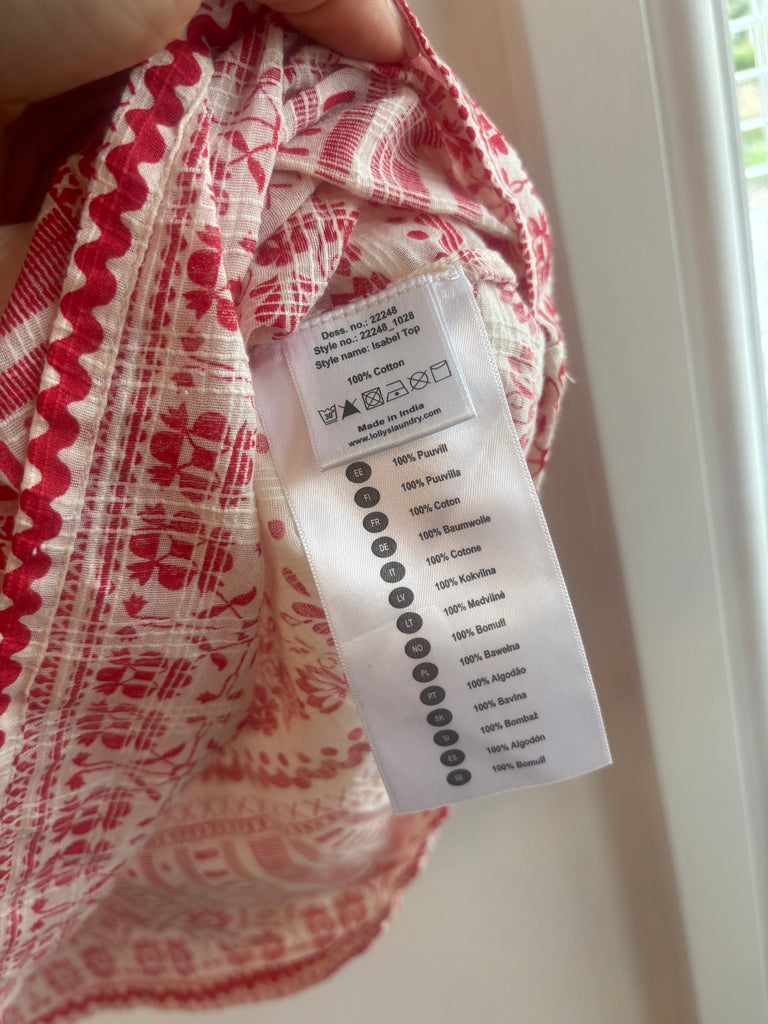 Dess. no.: 22248
Style no.: 22248_1028
Style name: Isabel Top
100% Cotton
30°
Made in India
www.lollyslaundry.com
EE 100% Puuvill
FI 100% Puuvilla
FR 100% Coton
DE 100% Baumwolle
IT 100% Cotone
LV 100% Kokvilna
LT 100% Medvilnė
NO 100% Bomull
PL 100% Bawełna
PT 100% Algodão
SK 100% Bavlna
SI 100% Bombaž
ES 100% Algodón
SE 100% Bomull